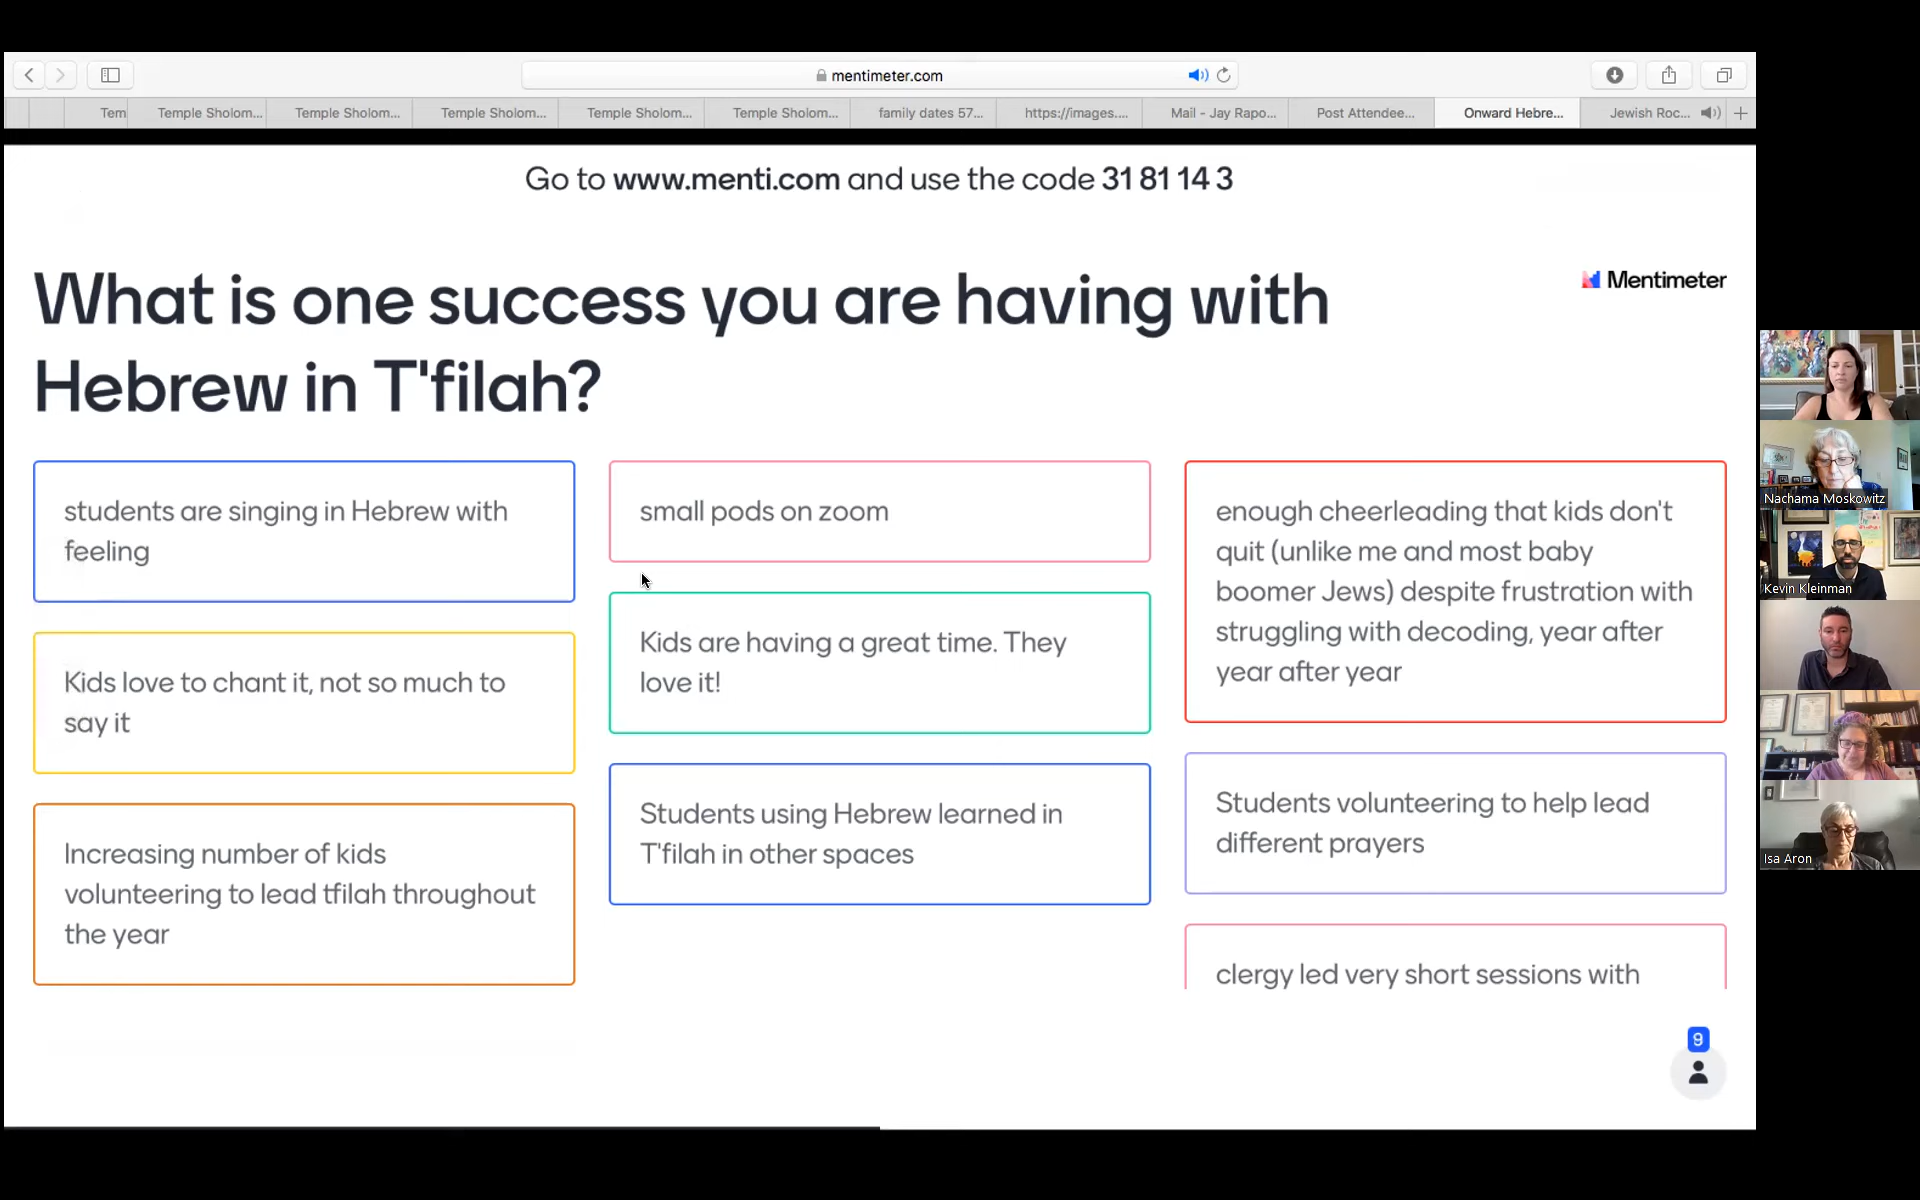 mentimeter.com
Tem
Temple Sholom...
Temple Sholom...
Temple Sholom...
Temple Sholom...
Temple Sholom...
family dates 57...
https://images....
Mail - Jay Rapo...
Post Attendee...
Onward Hebre...
Jewish Roc...
Go to www.menti.com and use the code 31 81 14 3
What is one success you are having with
Hebrew in T'filah?
Mentimeter
students are singing in Hebrew with
feeling
Kids love to chant it, not so much to
say it
Increasing number of kids
volunteering to lead tfilah throughout
the year
small pods on zoom
Kids are having a great time. They
love it!
Students using Hebrew learned in
T'filah in other spaces
enough cheerleading that kids don't
quit (unlike me and most baby
boomer Jews) despite frustration with
struggling with decoding, year after
year after year
Students volunteering to help lead
different prayers
clergy led very short sessions with
9
Nachama Moskowitz
Kevin Kleinman
Isa Aron